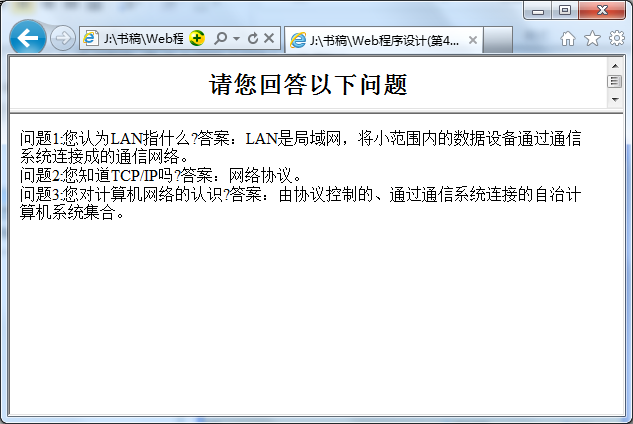 J:\书稿\Web程
J:\书稿\Web程序设计(第4...
请您回答以下问题
问题1:您认为LAN指什么?答案：LAN是局域网，将小范围内的数据设备通过通信
系统连接成的通信网络。
问题2:您知道TCP/IP吗?答案：网络协议。
问题3:您对计算机网络的认识?答案：由协议控制的、通过通信系统连接的自治计
算机系统集合。